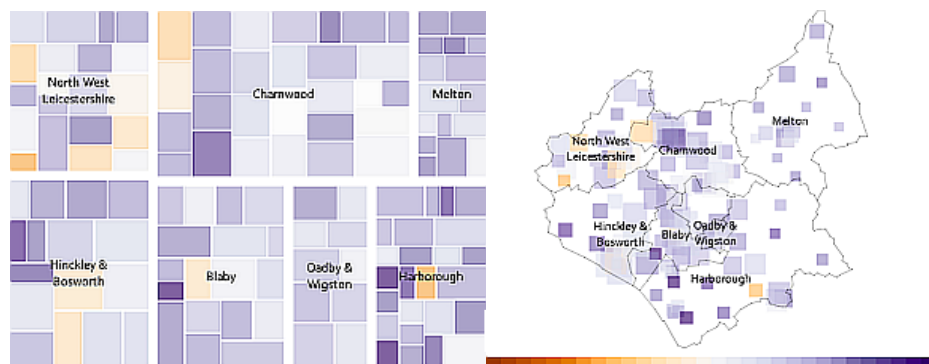 North West
Leicestershire
Charnwood
Melton
Hinckley &
Bosworth
Blaby
Oadby &
Wigston
Harborough
Melton
North West
Leicestershire
Charnwood
Hinckley &
Bosworth
Blaby
Oadby &
Wigston
Harborough